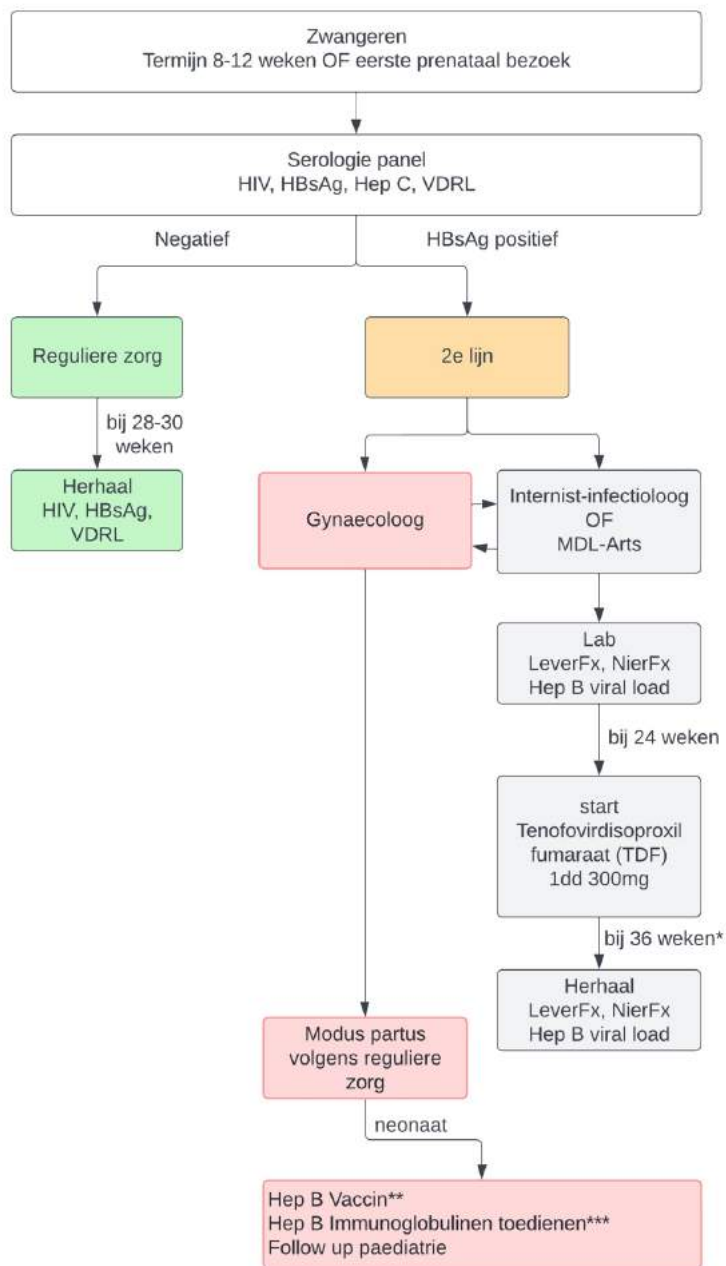 Zwangeren
Termijn 8-12 weken OF eerste prenataal bezoek
Serologie panel
HIV, HBsAg, Hep C, VDRL
Negatief
HBsAg positief
Reguliere zorg
2e lijn
bij 28-30
weken
Herhaal
HIV, HBsAg,
VDRL
Gynaecoloog
Internist-infectioloog
OF
MDL-Arts
Lab
LeverFx, NierFx
Hep B viral load
bij 24 weken
start
Tenofovirdisoproxil
fumaraat (TDF)
1dd 300mg
bij 36 weken*
Herhaal
LeverFx, NierFx
Hep B viral load
Modus partus
volgens reguliere
zorg
neonaat
Hep B Vaccin**
Hep B Immunoglobulinen toedienen***
Follow up paediatrie